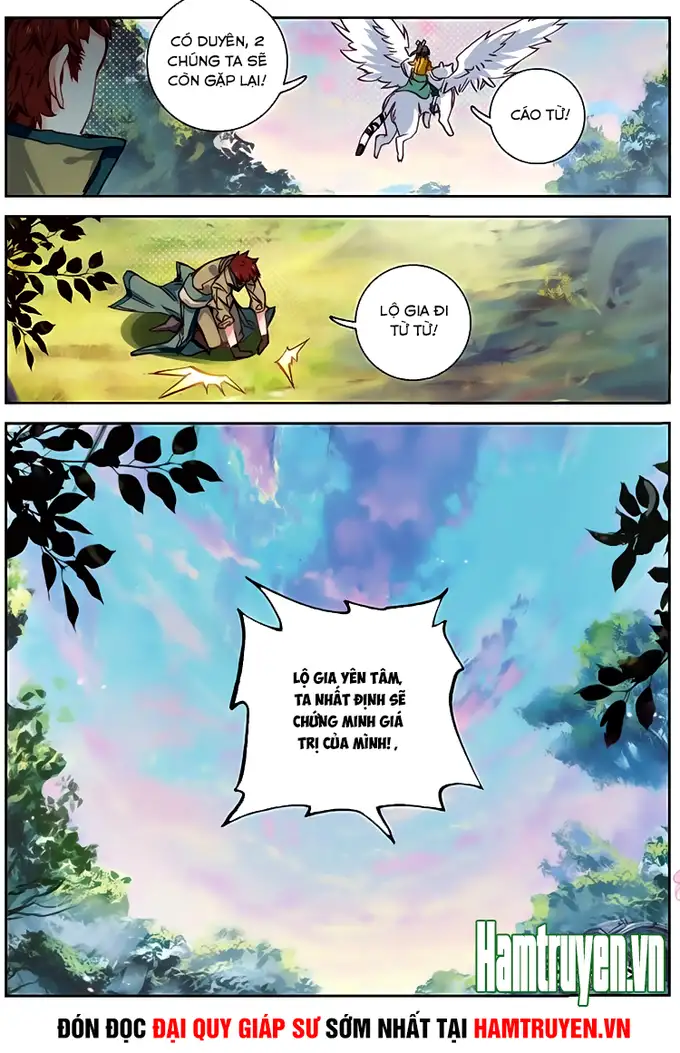 CÓ DUYÊN, 2
CHÚNG TA SẼ
CÒN GẶP LẠI!
CÁO TỪ!
LỘ GIA ĐI
TỪ TỪ!
LỘ GIA YÊN TÂM,
TA NHẤT ĐỊNH SẼ
CHỨNG MINH GIÁ
TRỊ CỦA MÌNH! ,
Hamtruyen.vn
ĐÓN ĐỌC ĐẠI QUY GIÁP SƯ SỚM NHẤT TẠI HAMTRUYEN.VN